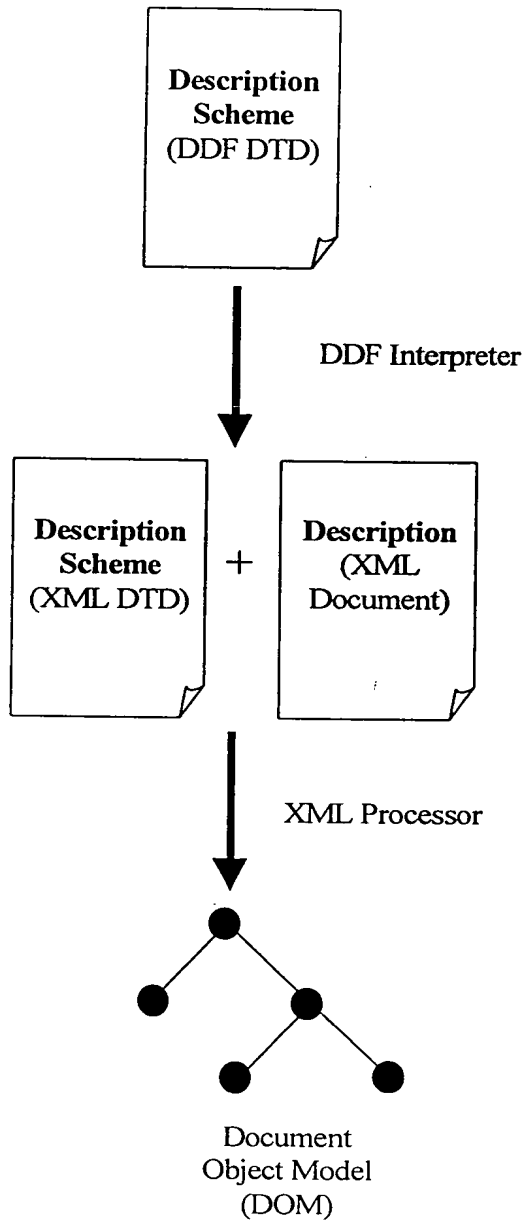 Description
Scheme
(DDF DTD)
DDF Interpreter
Description
Scheme
(XML DTD)
+
Description
(XML
Document)
XML Processor
Document
Object Model
(DOM)